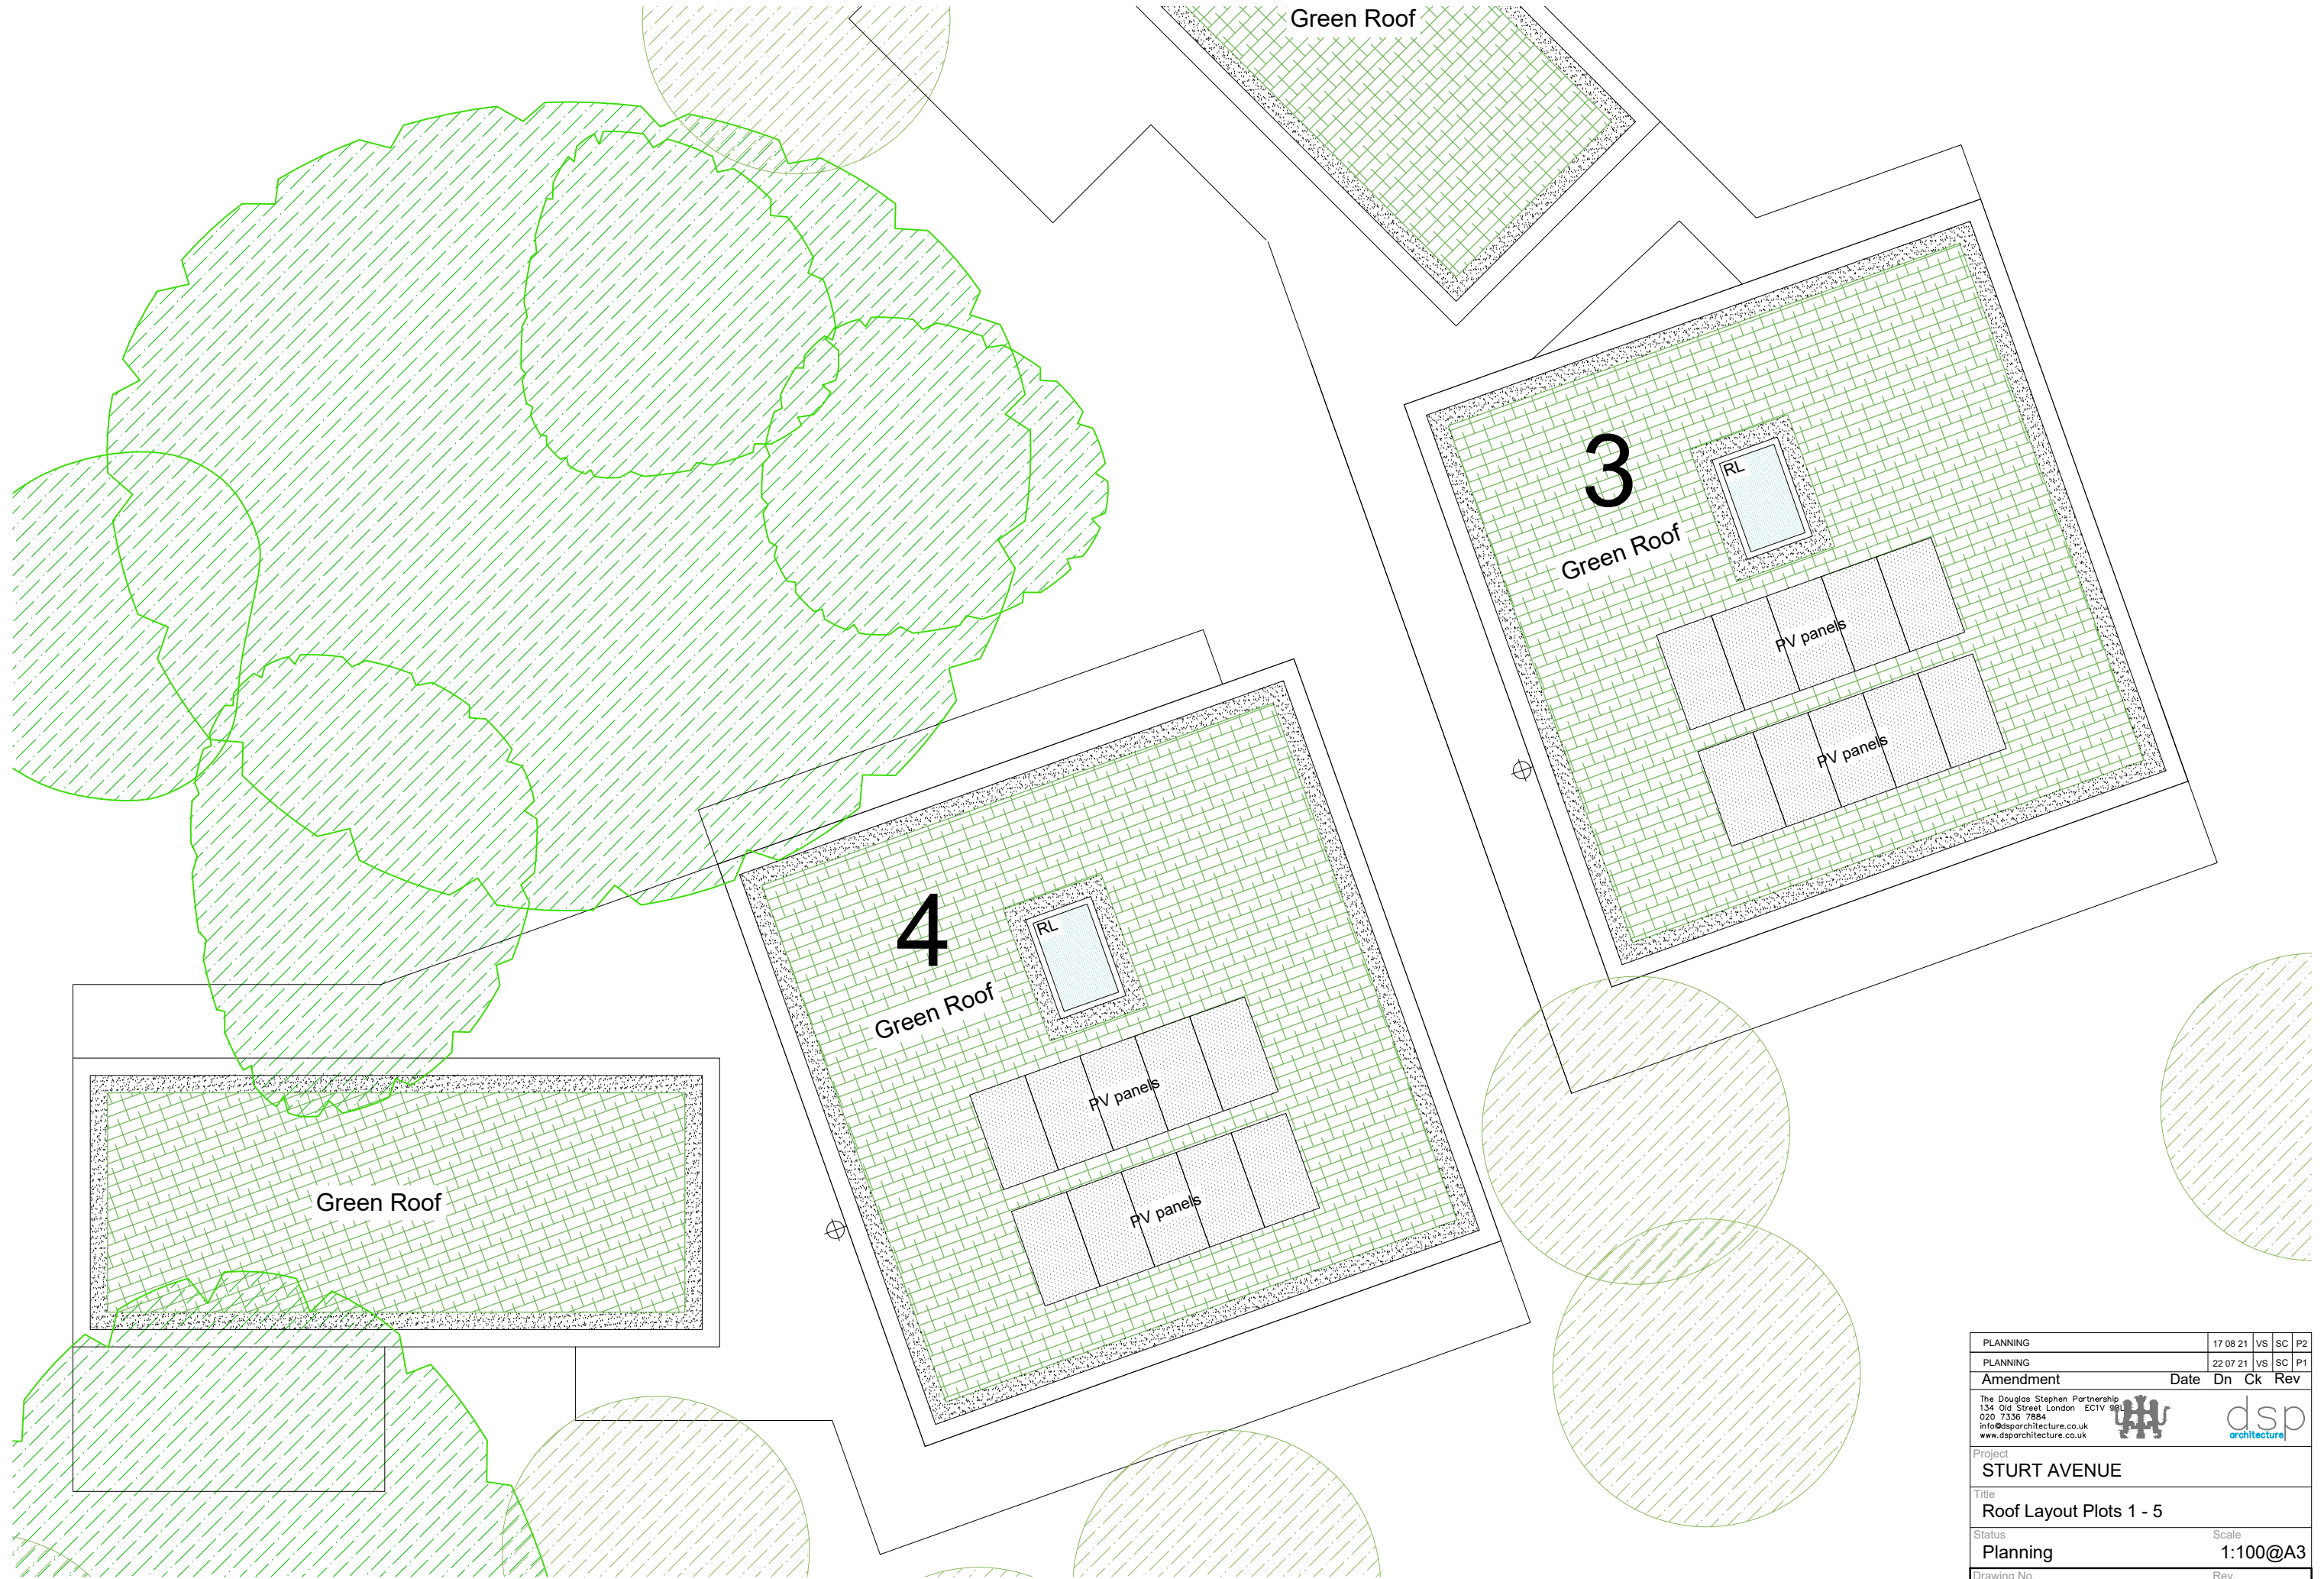 Green Roof
3
RL
Green Roof
PV panels
PV panels
4
RL
Green Roof
PV panels
PV panels
Green Roof
PLANNING 17 08 21 VS SC P2
PLANNING 22 07 21 VS SC P1
Amendment Date Dn Ck Rev
The Douglas Stephen Partnership
134 Old Street London EC1V
020 7336 7884
info@dsparchitecture.co.uk
www.dsparchitecture.co.uk
dsp
architecture
Project
STURT AVENUE
Title
Roof Layout Plots 1 - 5
Status Scale
Planning 1:100@A3
Drawing No. Rev